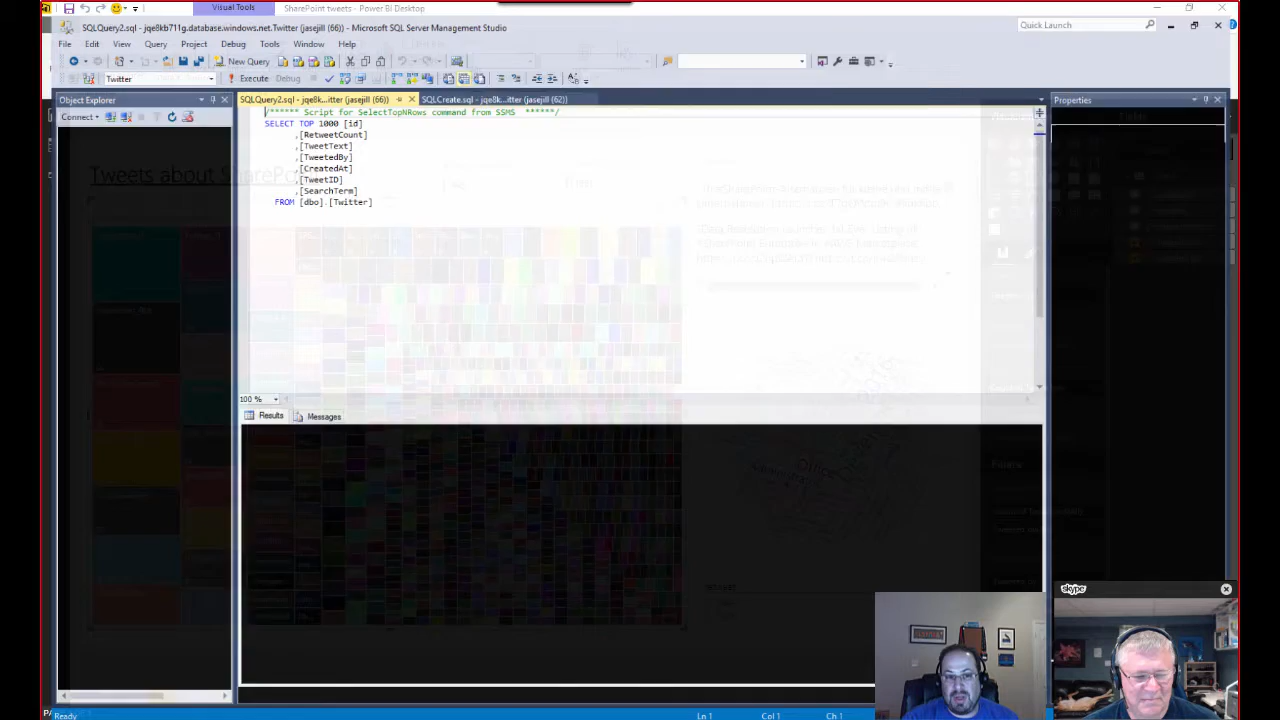 Visual Tools
SharePoint tweets - Power BI Desktop
SQLQuery2.sql - jqe8kb711g.database.windows.net.Twitter (jasejill (66)) - Microsoft SQL Server Management Studio
Quick Launch
File Edit View Query Project Debug Tools Window Help
New Query
Twitter
Execute Debug
Object Explorer
Connect
SQLQuery2.sql - jqe8k...itter (jasejill (66))
SQLCreate.sql - jqe8k...itter (jasejill (62))
Properties
/****** Script for SelectTopNRows command from SSMS ******/
SELECT TOP 1000 [id]
,[RetweetCount]
,[TweetText]
,[TweetedBy]
,[CreatedAt]
,[TweetID]
,[SearchTerm]
FROM [dbo].[Twitter]
Tweets about SharePo
100 %
Results Messages
Office
skype
Ready
Ln 1
Col 1
Ch 1